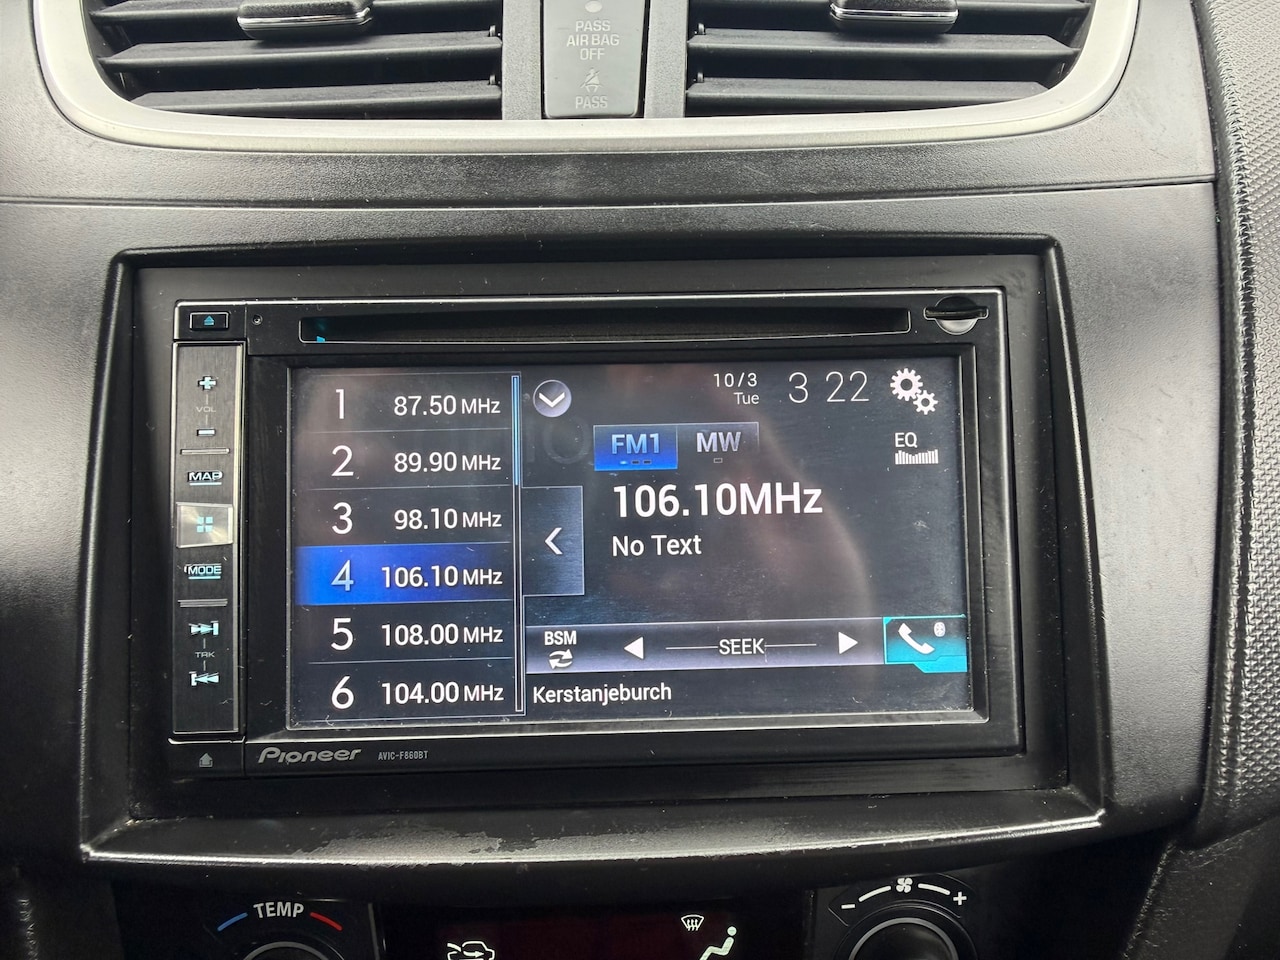 PASS
AIR BAG
OFF
PASS
VOL
MAP
MODE
TRK
1 87.50 MHz
2 89.90 MHz
3 98.10 MHz
4 106.10 MHz
5 108.00 MHz
6 104.00 MHz
10/3
Tue
3 22
FM1 MW
EQ
106.10MHz
No Text
BSM
SEEK
Kerstanjeburch
Pioneer AVIC-F860BT
TEMP
- +